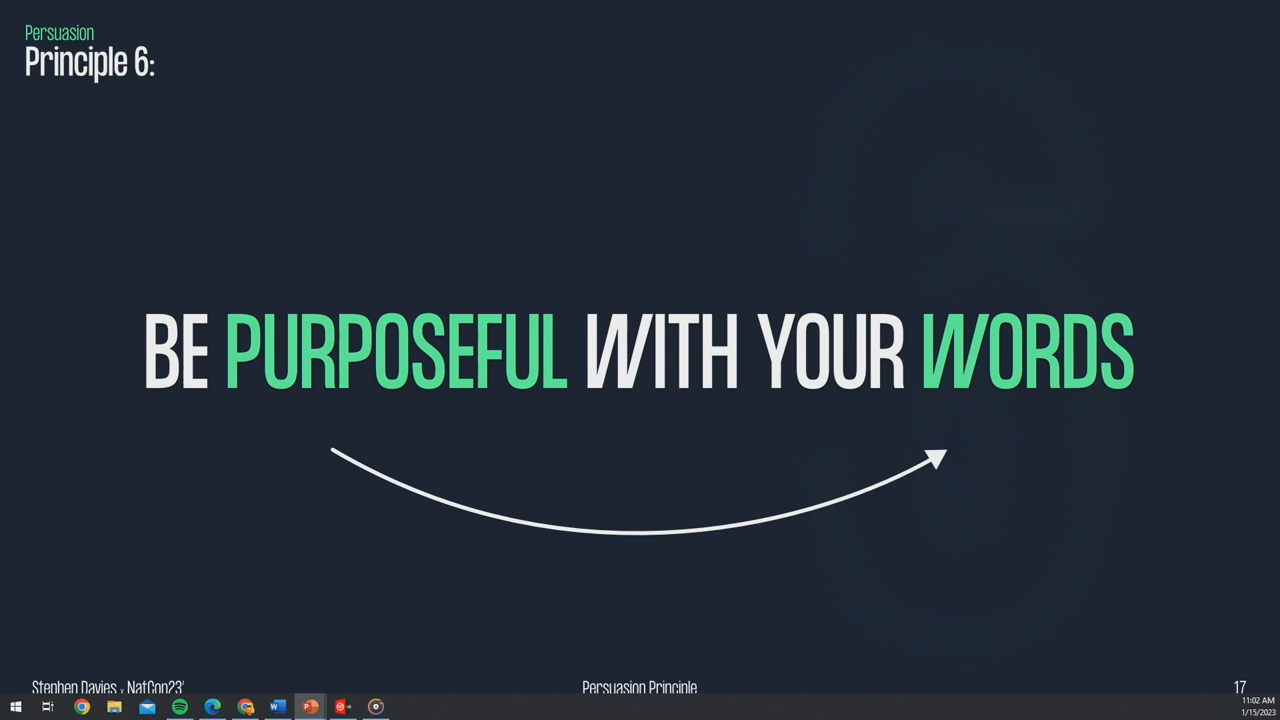 Persuasion
Principle 6:
BE PURPOSEFUL WITH YOUR WORDS
Stephen Davies x NatCon23'
Persuasion Principle
17
11:02 AM
1/15/2023